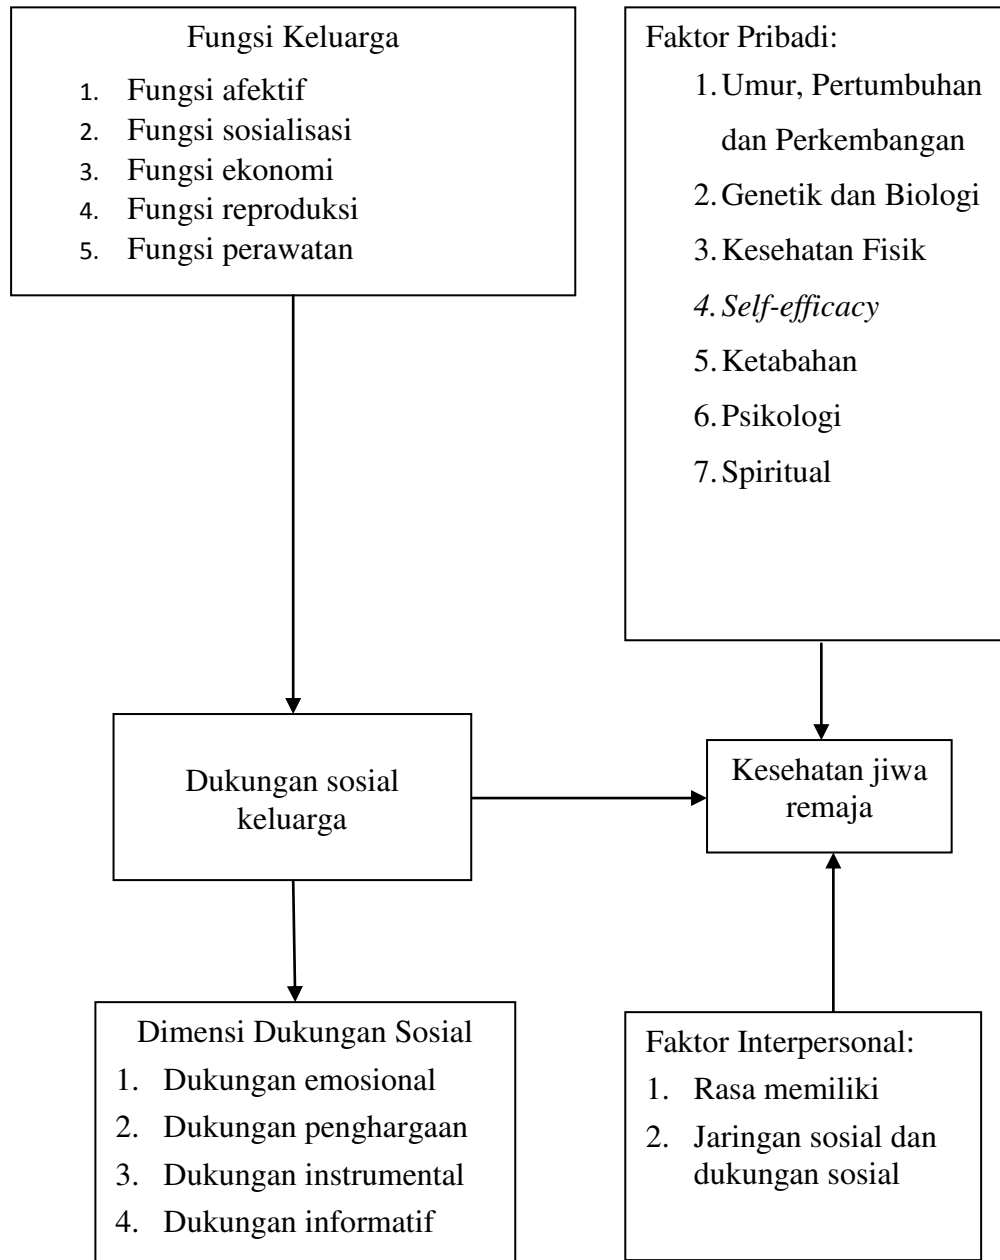 Fungsi Keluarga
1. Fungsi afektif
2. Fungsi sosialisasi
3. Fungsi ekonomi
4. Fungsi reproduksi
5. Fungsi perawatan
Faktor Pribadi:
1. Umur, Pertumbuhan
dan Perkembangan
2. Genetik dan Biologi
3. Kesehatan Fisik
4. Self-efficacy
5. Ketabahan
6. Psikologi
7. Spiritual
Dukungan sosial
keluarga
Kesehatan jiwa
remaja
Dimensi Dukungan Sosial
1. Dukungan emosional
2. Dukungan penghargaan
3. Dukungan instrumental
4. Dukungan informatif
Faktor Interpersonal:
1. Rasa memiliki
2. Jaringan sosial dan
dukungan sosial